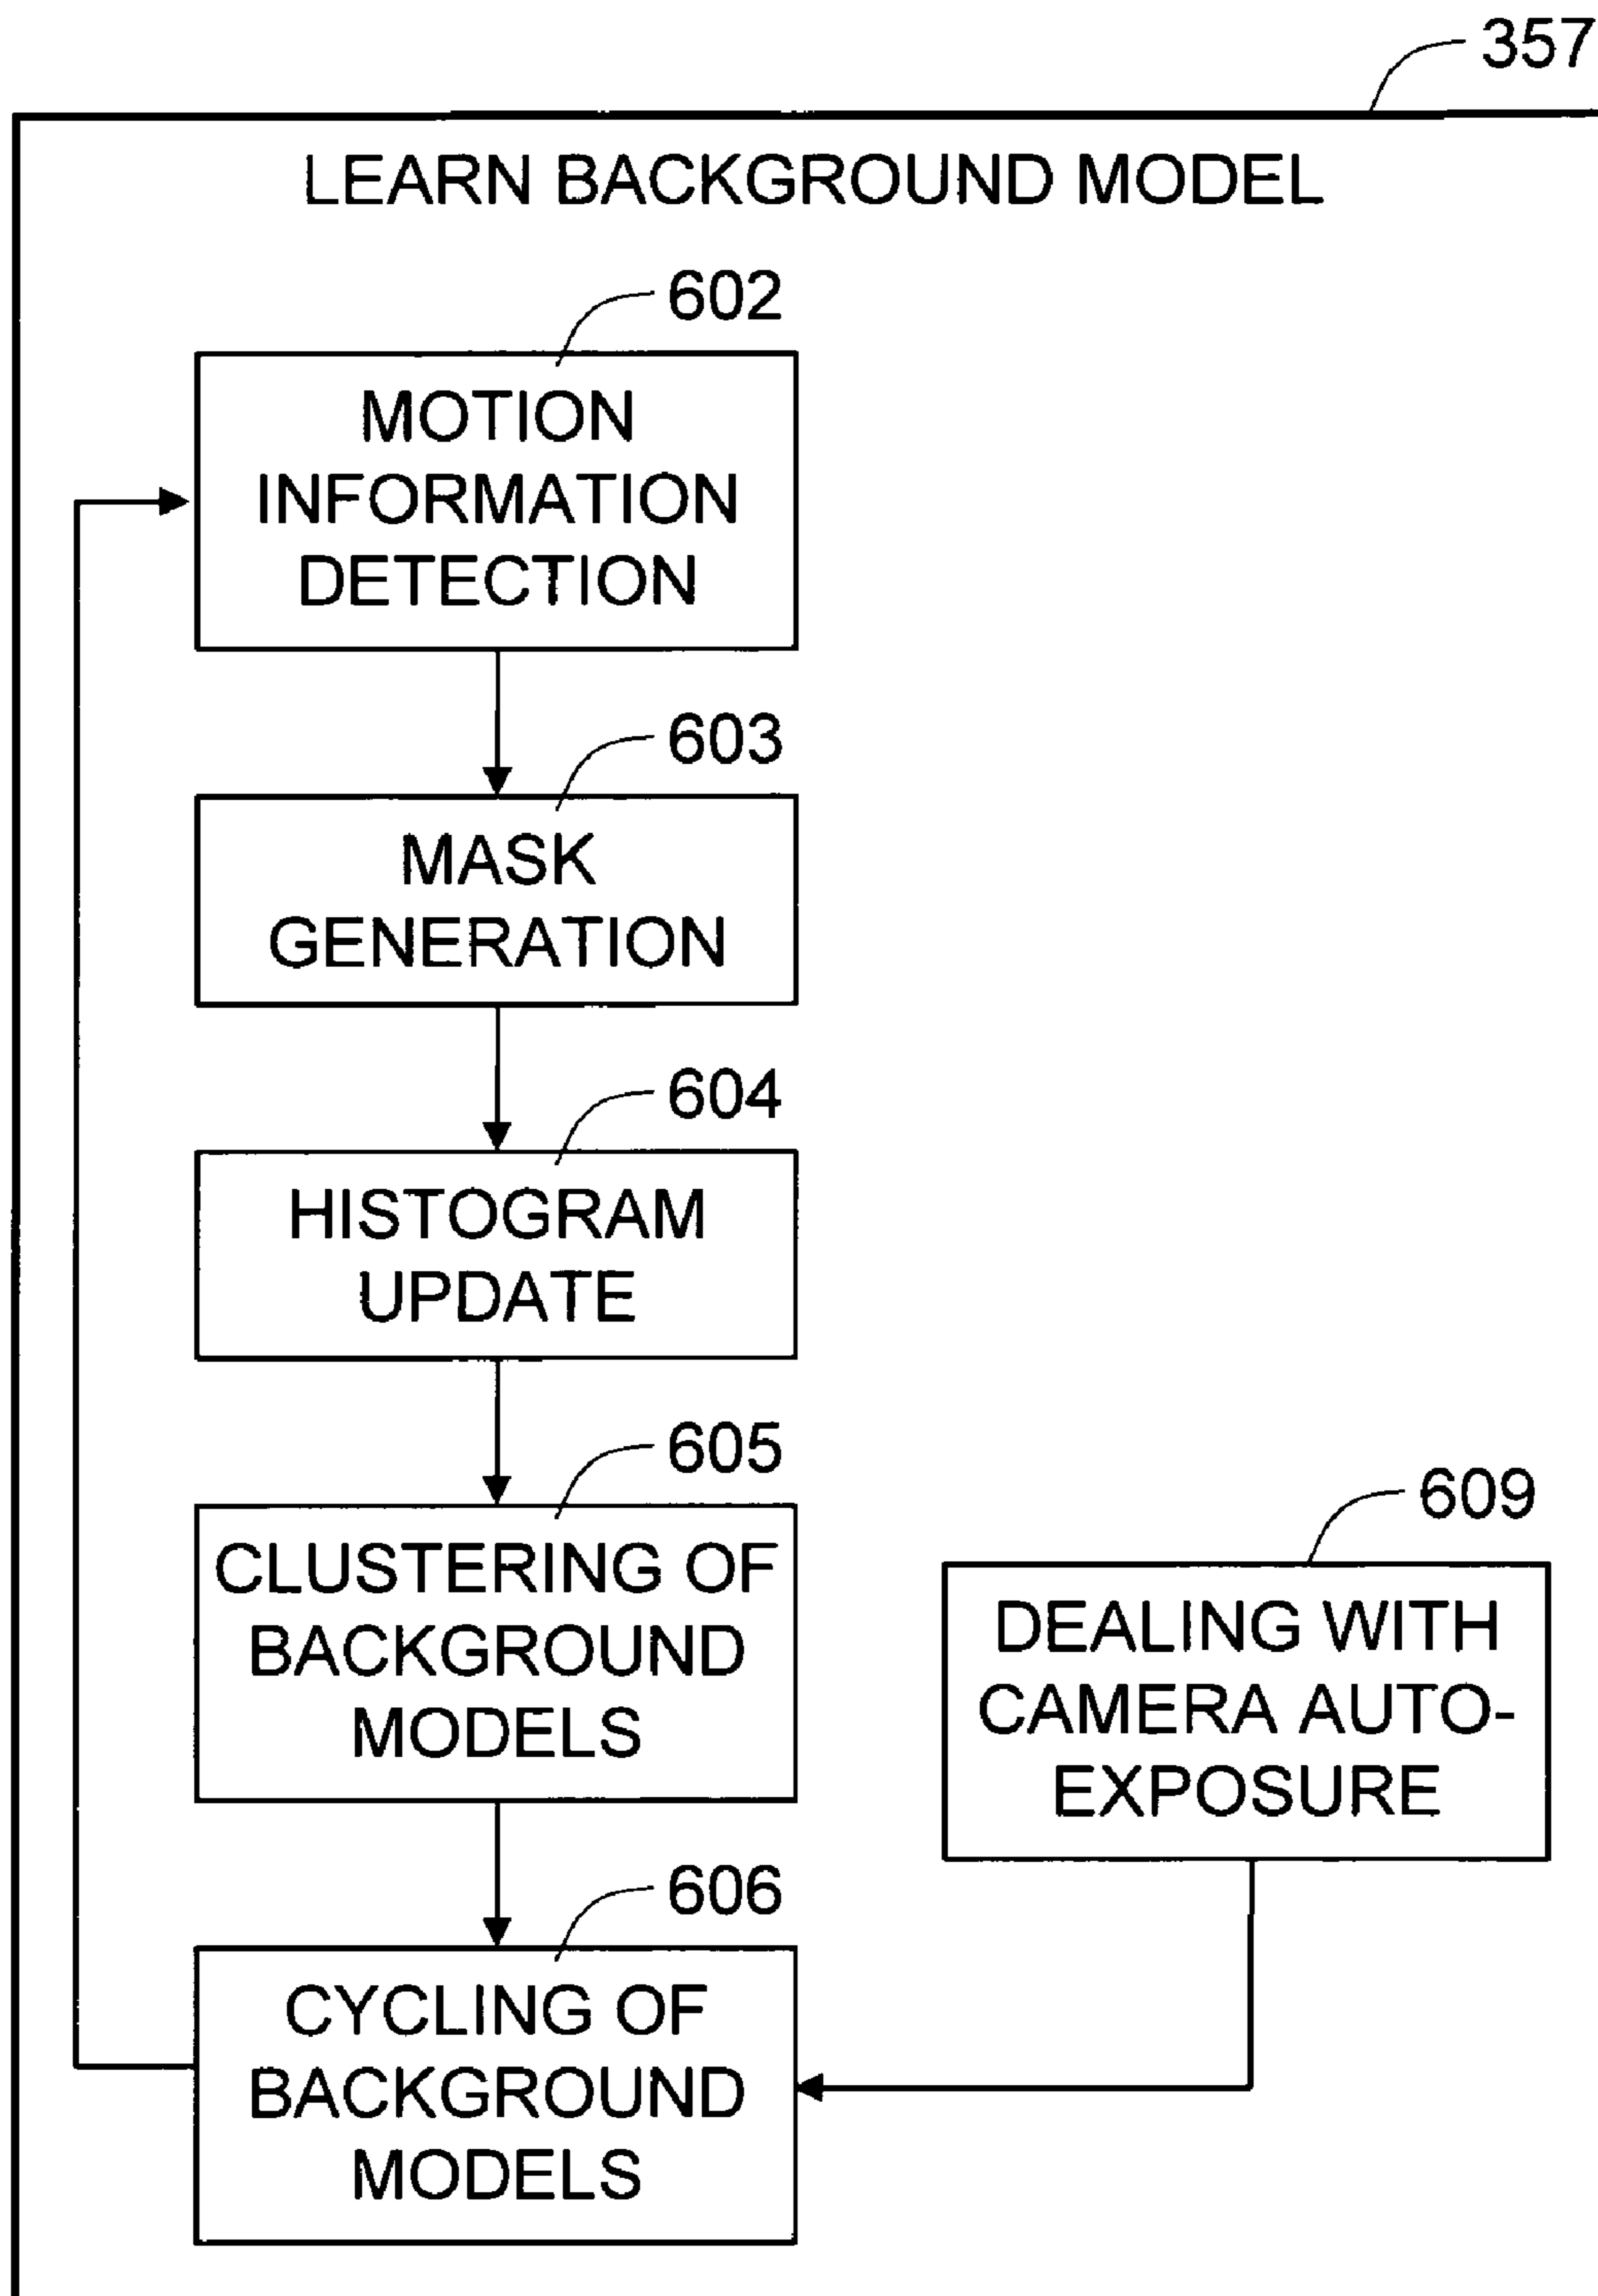 357
LEARN BACKGROUND MODEL
602
MOTION
INFORMATION
DETECTION
603
MASK
GENERATION
604
HISTOGRAM
UPDATE
605
CLUSTERING OF
BACKGROUND
MODELS
609
DEALING WITH
CAMERA AUTO-
EXPOSURE
606
CYCLING OF
BACKGROUND
MODELS